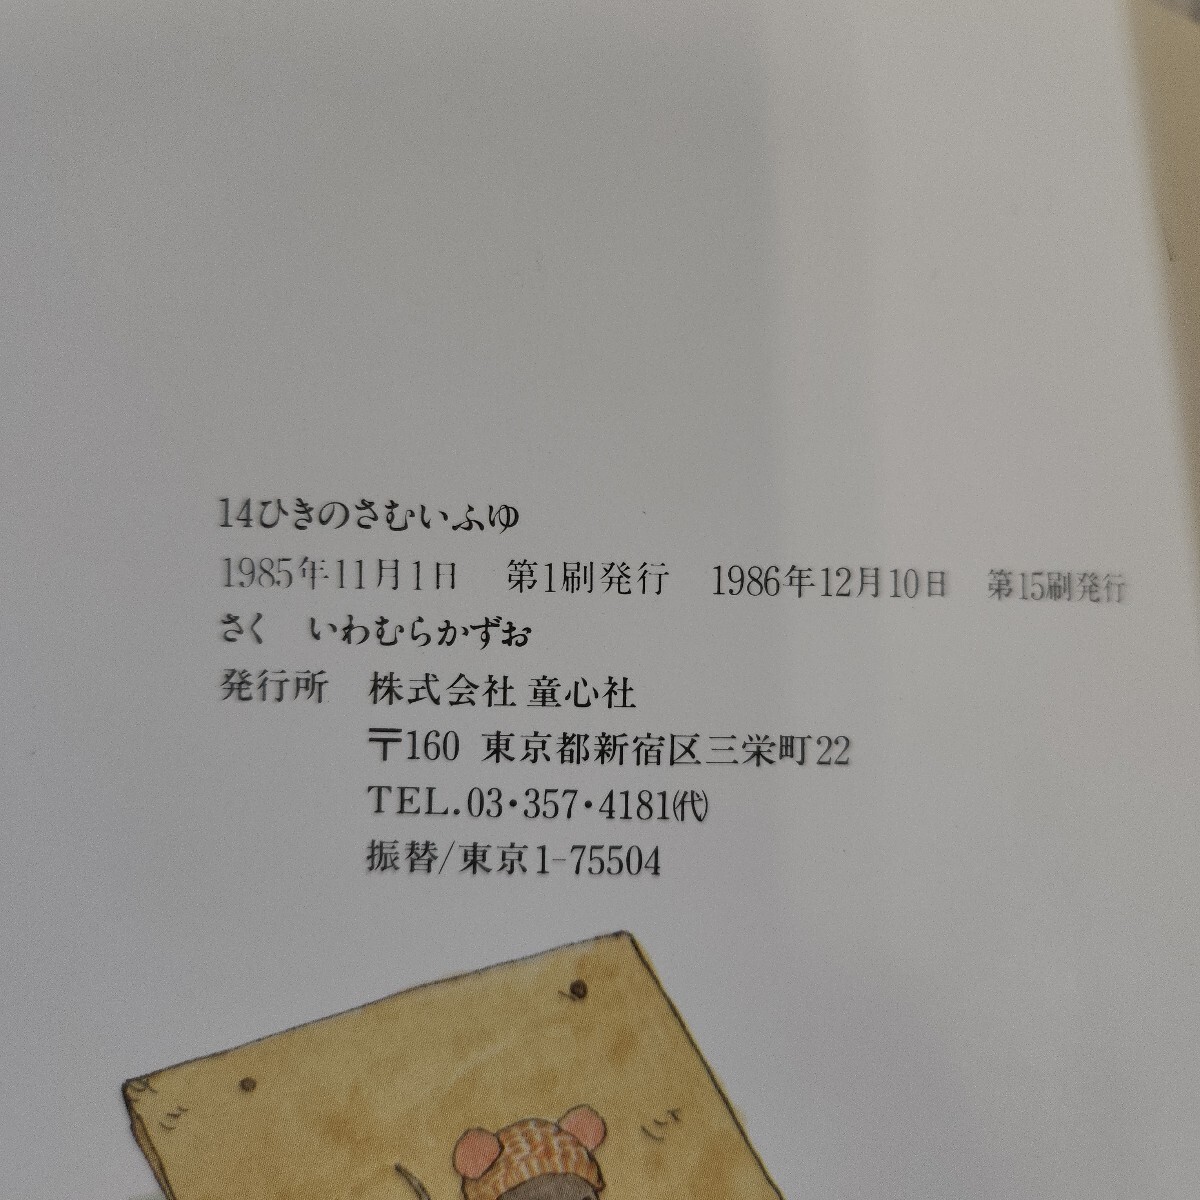 14ひきのさむいふゆ
1985年11月1日　第1刷発行　1986年12月10日　第15刷発行
さく　いわむらかずお
発行所　株式会社 童心社
〒160 東京都新宿区三栄町22
TEL.03・357・4181㈹
振替/東京1-75504